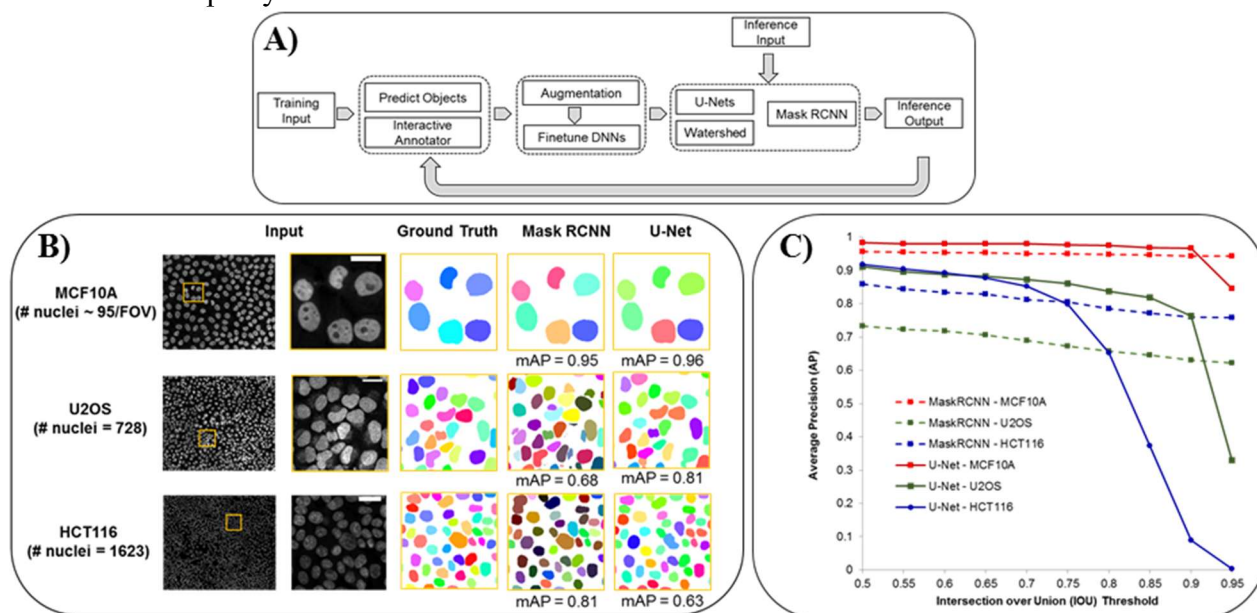 A)
Inference
Input
Training
Input
Predict Objects
Interactive
Annotator
Augmentation
Finetune DNNs
U-Nets
Watershed
Mask RCNN
Inference
Output
B)
Input
Ground Truth
Mask RCNN
U-Net
MCF10A
(# nuclei ~ 95/FOV)
mAP = 0.95
mAP = 0.96
U2OS
(# nuclei = 728)
mAP = 0.68
mAP = 0.81
HCT116
(# nuclei = 1623)
mAP = 0.81
mAP = 0.63
C)
Average Precision (AP)
1
0.9
0.8
0.7
0.6
0.5
0.4
0.3
0.2
0.1
0
MaskRCNN - MCF10A
MaskRCNN - U2OS
MaskRCNN - HCT116
U-Net - MCF10A
U-Net - U2OS
U-Net - HCT116
0.5 0.55 0.6 0.65 0.7 0.75 0.8 0.85 0.9 0.95
Intersection over Union (IOU) Threshold